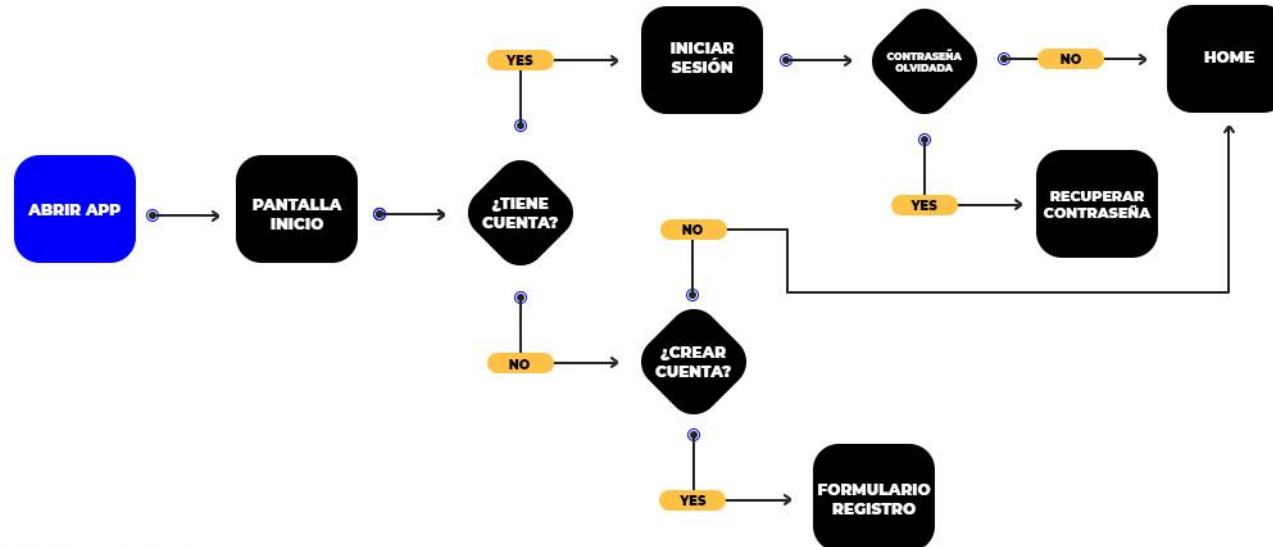 YES
INICIAR
SESIÓN
CONTRASEÑA
OLVIDADA
NO
HOME
ABRIR APP
PANTALLA
INICIO
¿TIENE
CUENTA?
YES
RECUPERAR
CONTRASEÑA
NO
NO
¿CREAR
CUENTA?
YES
FORMULARIO
REGISTRO